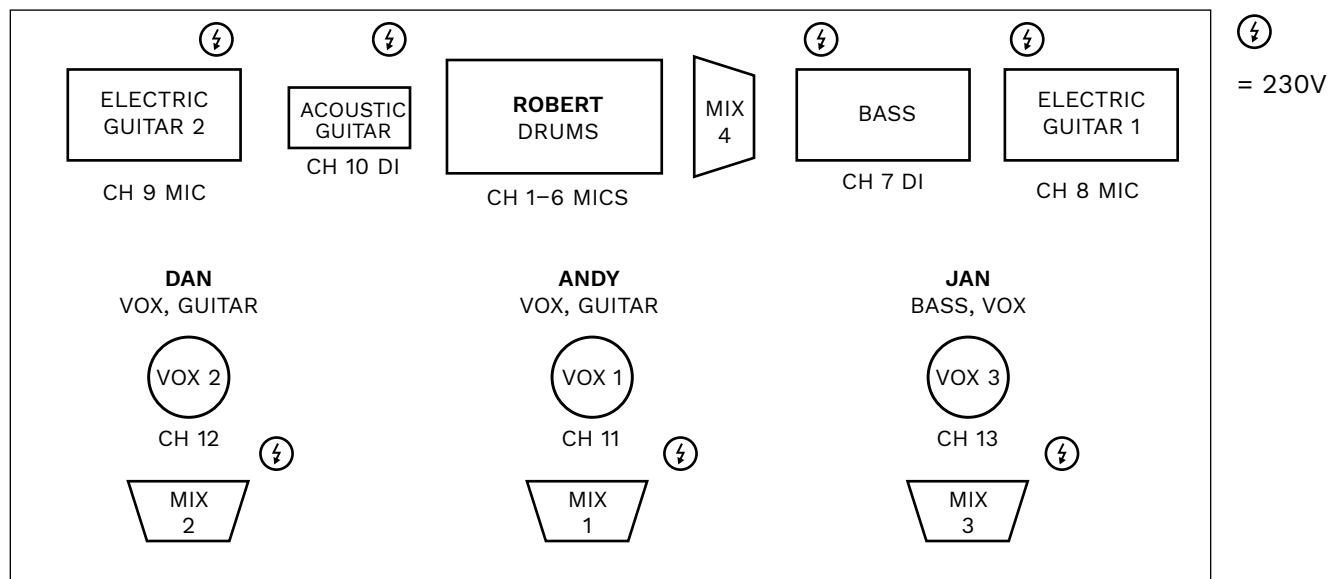 ELECTRIC
GUITAR 2
CH 9 MIC
ACOUSTIC
GUITAR
CH 10 DI
ROBERT
DRUMS
CH 1–6 MICS
MIX
4
BASS
CH 7 DI
ELECTRIC
GUITAR 1
CH 8 MIC
= 230V
DAN
VOX, GUITAR
VOX 2
CH 12
MIX
2
ANDY
VOX, GUITAR
VOX 1
CH 11
MIX
1
JAN
BASS, VOX
VOX 3
CH 13
MIX
3